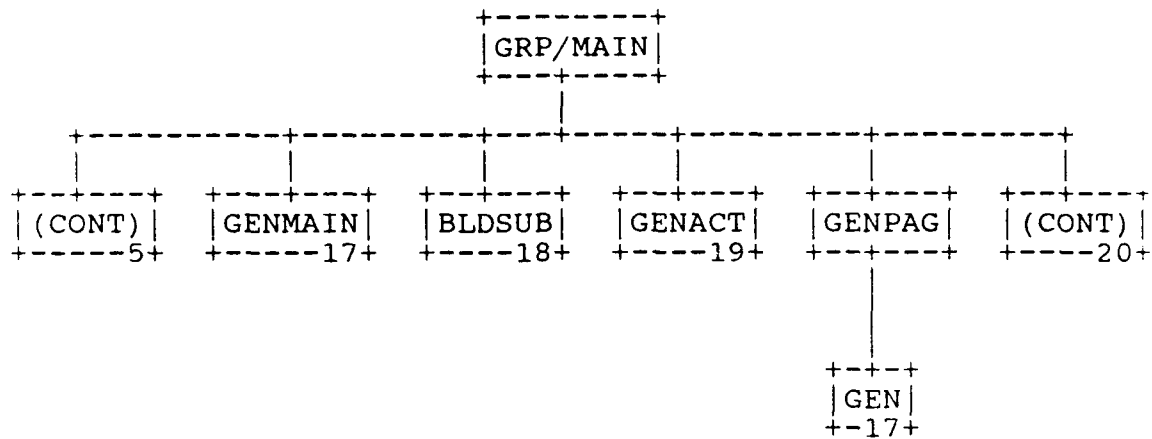 GRP/MAIN
(CONT) GENMAIN BLDSUB GENACT GENPAG (CONT)
5 17 18 19 20
GEN
17